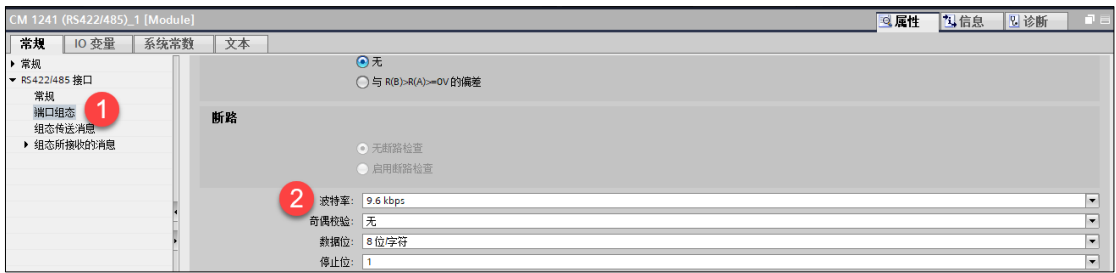 CM 1241 (RS422/485)_1 [Module]
属性 信息 诊断
常规 IO 变量 系统常数 文本
常规
RS422/485 接口
常规
端口组态
组态传送消息
组态所接收的消息
1
无
与 R(B)>R(A)>=0V 的偏差
断路
无断路检查
启用断路检查
2
波特率: 9.6 kbps
奇偶校验: 无
数据位: 8 位/字符
停止位: 1